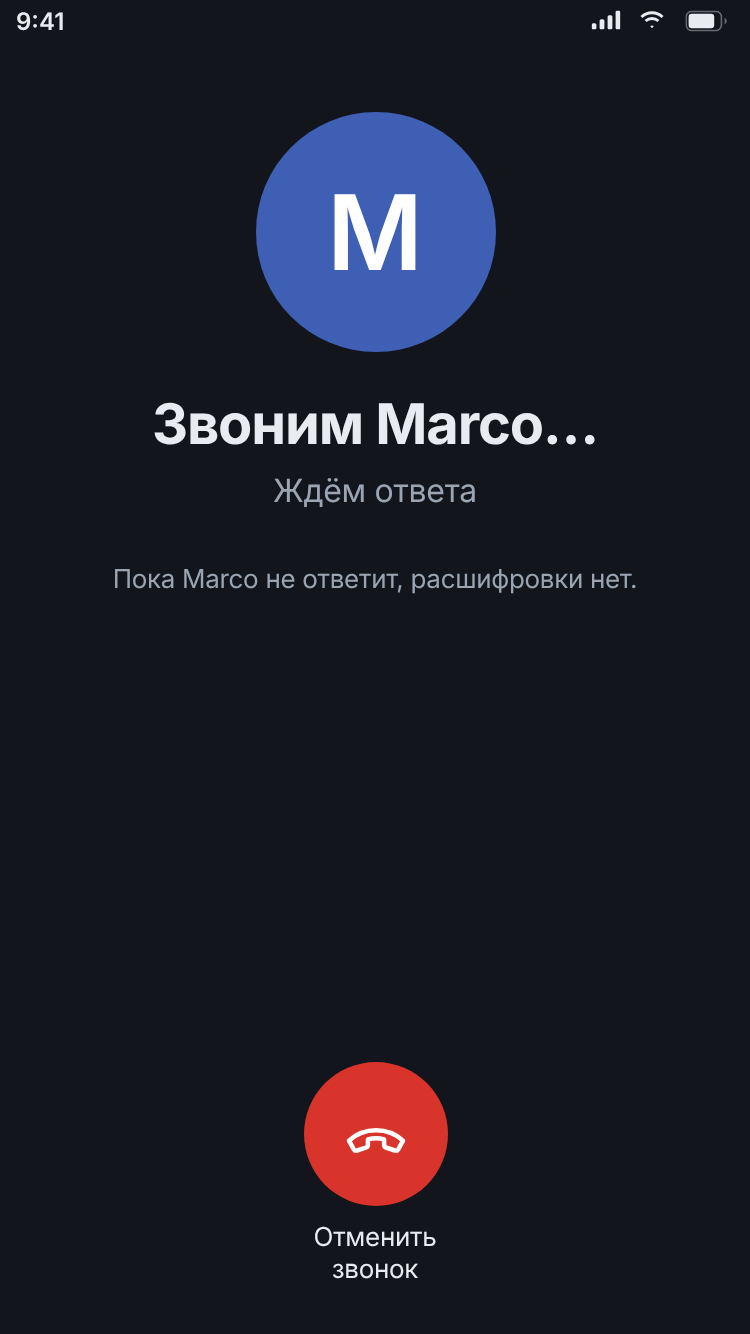 9:41
M
Звоним Marco…
Ждём ответа
Пока Marco не ответит, расшифровки нет.
Отменить
звонок